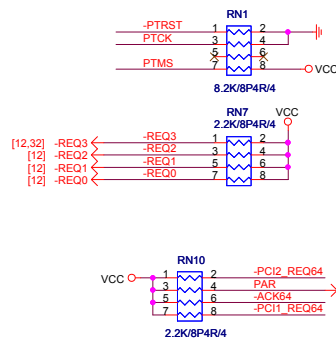 RN1
-PTRST 1 2
PTCK 3 4
5 6
PTMS 7 8 VCC
8.2K/8P4R/4
RN7
2.2K/8P4R/4
VCC
[12,32] -REQ3 -REQ3 1 2
[12] -REQ2 -REQ2 3 4
[12] -REQ1 -REQ1 5 6
[12] -REQ0 -REQ0 7 8
RN10
VCC 1 2 -PCI2_REQ64
3 4 PAR
5 6 -ACK64
7 8 -PCI1_REQ64
2.2K/8P4R/4